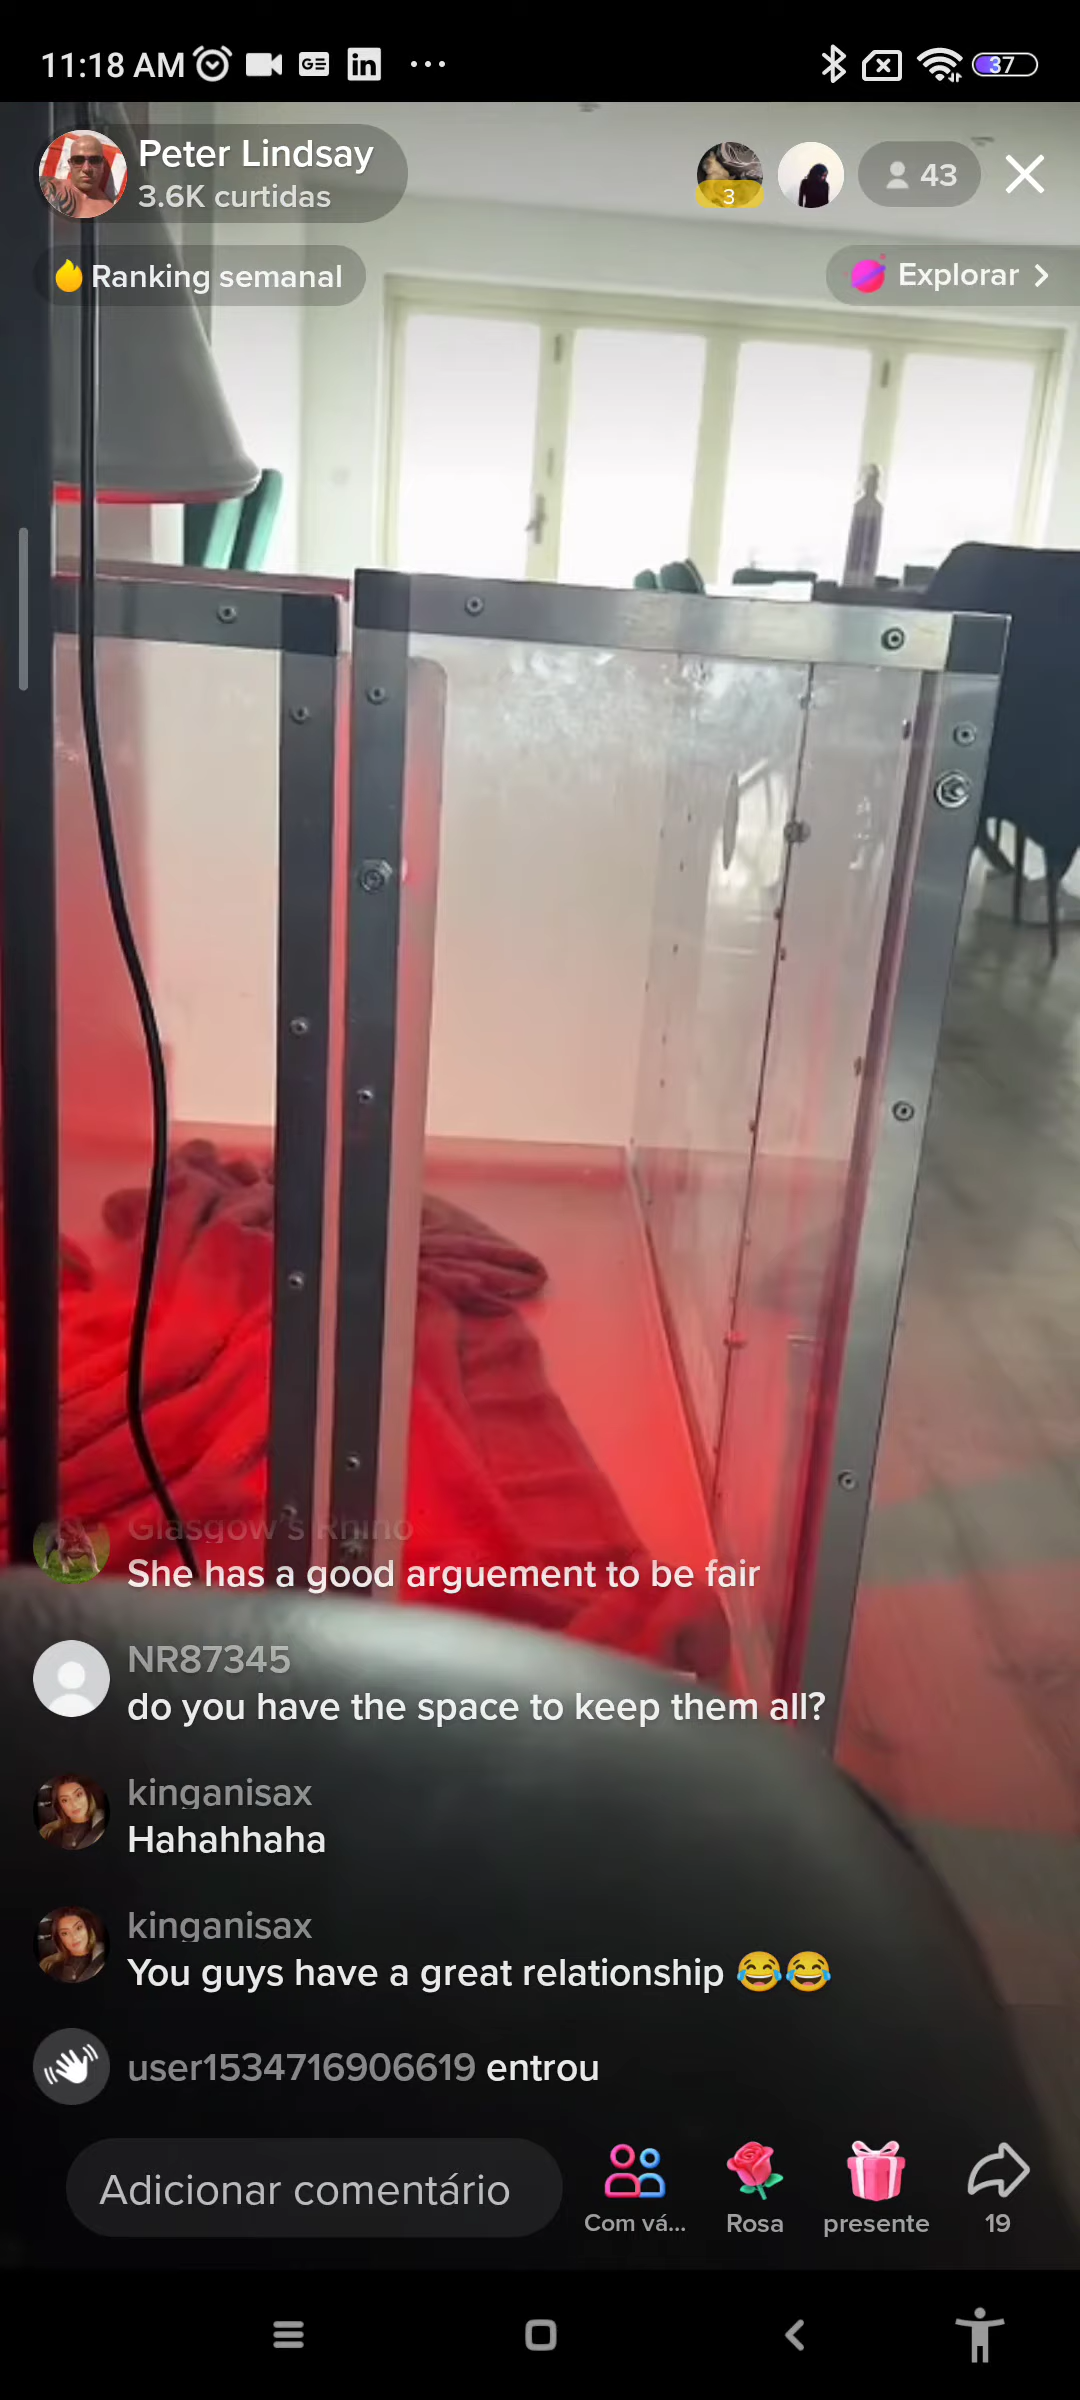 11:18 AM
37
Peter Lindsay
3.6K curtidas
3
43
Ranking semanal
Explorar
Glasgow's Rhino
She has a good arguement to be fair
NR87345
do you have the space to keep them all?
kinganisax
Hahahhaha
kinganisax
You guys have a great relationship 😂😂
user1534716906619 entrou
Adicionar comentário
Com vá...
Rosa
presente
19